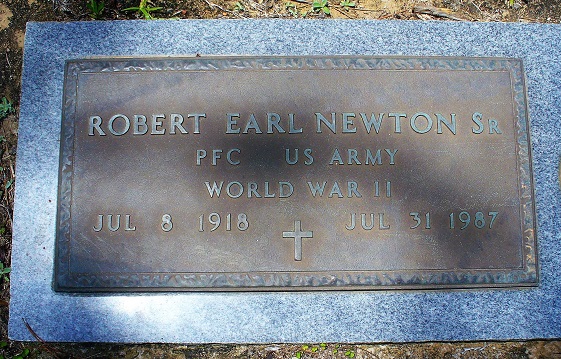 ROBERT EARL NEWTON SR
PFC US ARMY
WORLD WAR II
JUL 8 1918 JUL 31 1987